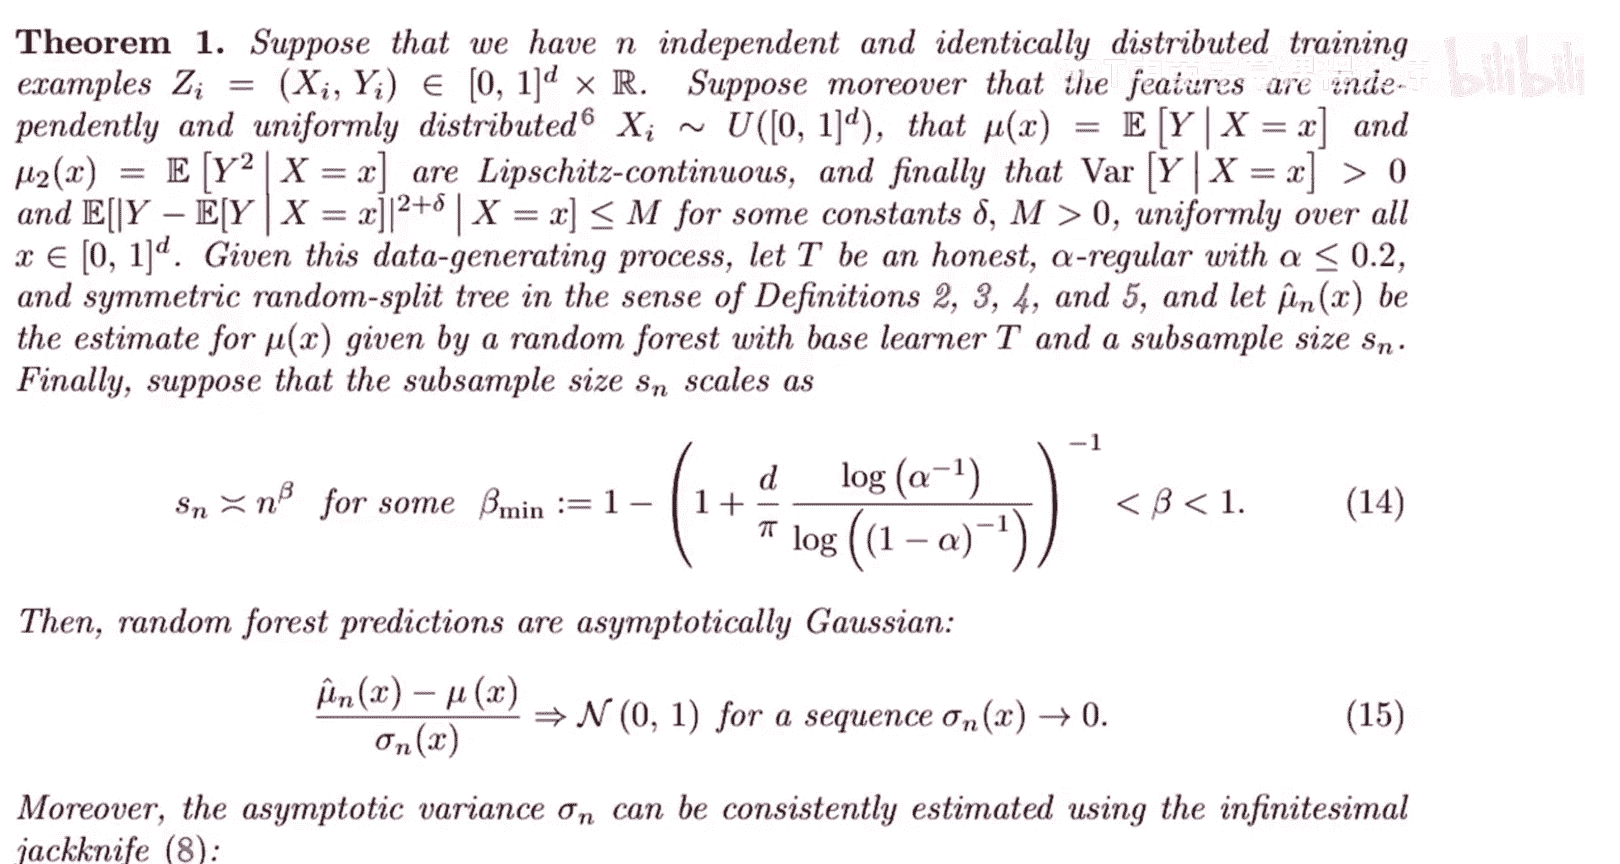 Theorem 1. Suppose that we have n independent and identically distributed training
examples Z_i = (X_i, Y_i) ∈ [0, 1]^d × ℝ. Suppose moreover that the features are inde-
pendently and uniformly distributed^6 X_i ∼ U([0, 1]^d), that μ(x) = 𝔼 [Y | X = x] and
μ_2(x) = 𝔼 [Y^2 | X = x] are Lipschitz-continuous, and finally that Var [Y | X = x] > 0
and 𝔼[|Y − 𝔼[Y | X = x]|^{2+δ} | X = x] ≤ M for some constants δ, M > 0, uniformly over all
x ∈ [0, 1]^d. Given this data-generating process, let T be an honest, α-regular with α ≤ 0.2,
and symmetric random-split tree in the sense of Definitions 2, 3, 4, and 5, and let μ̂_n(x) be
the estimate for μ(x) given by a random forest with base learner T and a subsample size s_n.
Finally, suppose that the subsample size s_n scales as
s_n ≍ n^β for some β_min := 1 − (1 + d/π log(α^{−1})/log((1 − α)^{−1}))^{−1} < β < 1. (14)
Then, random forest predictions are asymptotically Gaussian:
(μ̂_n(x) − μ(x))/σ_n(x) ⇒ 𝒩(0, 1) for a sequence σ_n(x) → 0. (15)
Moreover, the asymptotic variance σ_n can be consistently estimated using the infinitesimal
jackknife (8):
bilibili